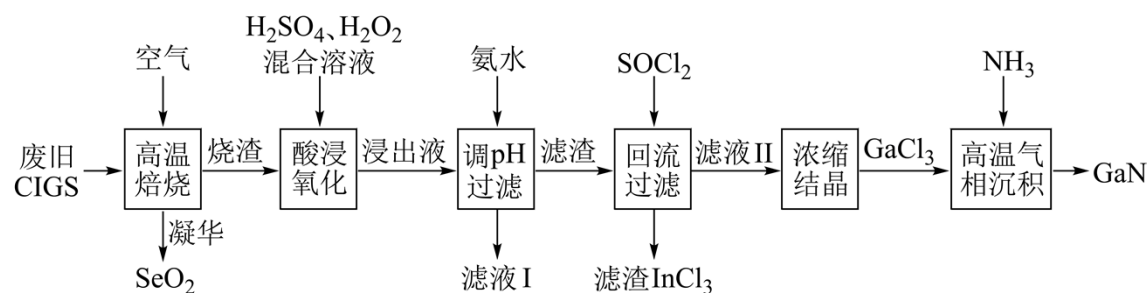 空气
H₂SO₄、H₂O₂
混合溶液
氨水
SOCl₂
NH₃
废旧
CIGS
高温
焙烧
烧渣
酸浸
氧化
浸出液
调pH
过滤
滤渣
回流
过滤
滤液II
浓缩
结晶
GaCl₃
高温气
相沉积
GaN
凝华
SeO₂
滤液I
滤渣InCl₃